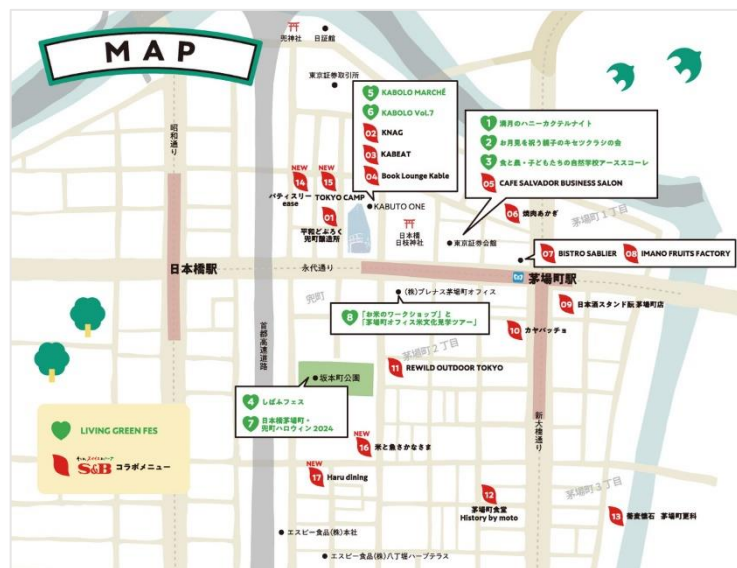 MAP
兜神社
日証館
東京証券取引所
昭和通り
5 KABOLO MARCHÉ
6 KABOLO Vol.7
02 KNAG
03 KABEAT
04 Book Lounge Kable
1 満月のハニーカクテルナイト
2 お月見を祝う親子のキセツクラシの会
3 食と農・子どもたちの自然学校アーススコーレ
05 CAFE SALVADOR BUSINESS SALON
NEW
14
パティスリー
ease
NEW
15
TOKYO CAMP
01
平和どぶろく
兜町醸造所
KABUTO ONE
日本橋
日枝神社
東京証券会館
06 焼肉あかぎ
茅場町1丁目
07 BISTRO SABLIER
08 IMANO FRUITS FACTORY
日本橋駅
永代通り
茅場町駅
兜町
(株)プレナス茅場町オフィス
8 「お米のワークショップ」と
「茅場町オフィス米文化見学ツアー」
09 日本酒スタンド 茅場町店
10 カヤバッチョ
首都高速道路
茅場町2丁目
11 REWILD OUTDOOR TOKYO
坂本町公園
4 しばふフェス
7 日本橋茅場町・
兜町ハロウィン2024
新大橋通り
LIVING GREEN FES
S&B コラボメニュー
NEW
16 米と魚さかなさま
NEW
17 Haru dining
12
茅場町食堂
History by moto
茅場町3丁目
13 蕎麦懐石 茅場町更科
エスビー食品(株)本社
エスビー食品(株)八丁堀ハーブテラス